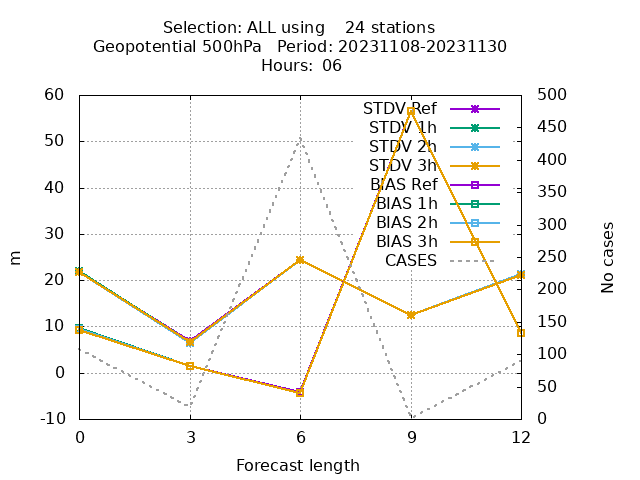 Selection: ALL using    24 stations
Geopotential 500hPa   Period: 20231108-20231130
Hours: 06
60
50
40
30
20
10
0
-10
m
STDV Ref
STDV 1h
STDV 2h
STDV 3h
BIAS Ref
BIAS 1h
BIAS 2h
BIAS 3h
CASES
500
450
400
350
300
250
200
150
100
50
0
No cases
0 3 6 9 12
Forecast length